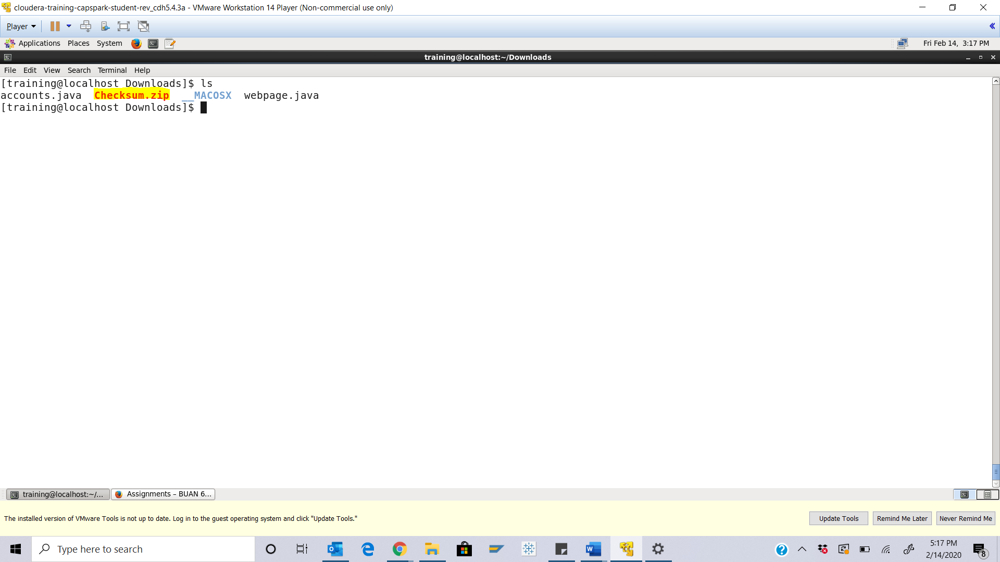 cloudera-training-capspark-student-rev_cdh5.4.3a - VMware Workstation 14 Player (Non-commercial use only)
Player
Applications Places System Fri Feb 14, 3:17 PM
training@localhost:~/Downloads
File Edit View Search Terminal Help
[training@localhost Downloads]$ ls
accounts.java Checksum.zip __MACOSX webpage.java
[training@localhost Downloads]$
training@localhost:~/... Assignments – BUAN 6...
The installed version of VMware Tools is not up to date. Log in to the guest operating system and click "Update Tools." Update Tools Remind Me Later Never Remind Me
Type here to search
5:17 PM
2/14/2020
8